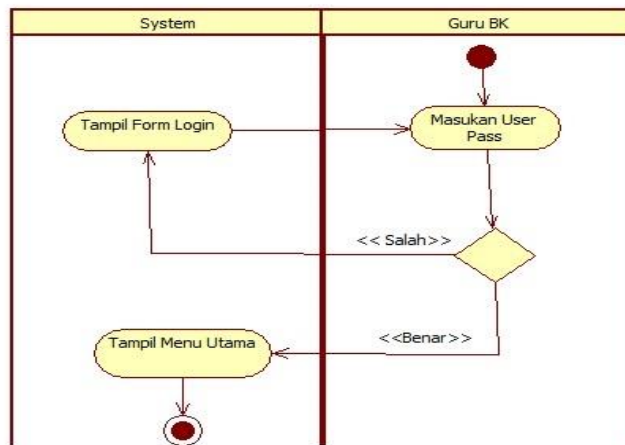 System
Guru BK
Tampil Form Login
Masukan User
Pass
<< Salah>>
<<Benar>>
Tampil Menu Utama